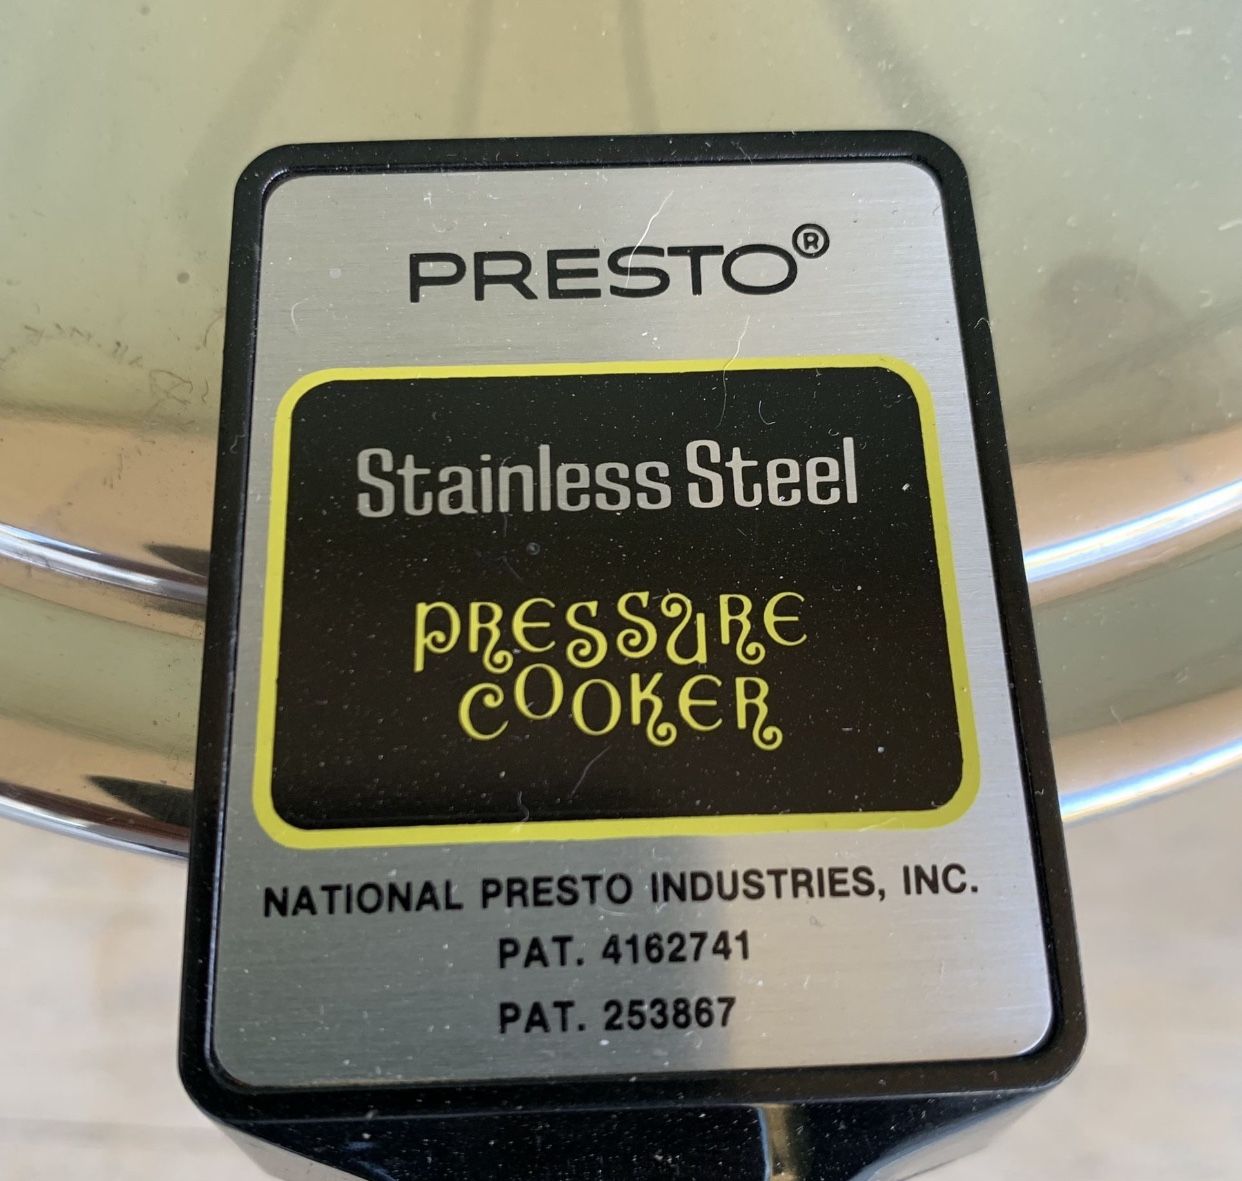 PRESTO®
Stainless Steel
PRESSURE
COOKER
NATIONAL PRESTO INDUSTRIES, INC.
PAT. 4162741
PAT. 253867